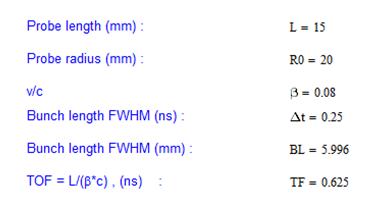 Probe length (mm) : L = 15
Probe radius (mm) : R0 = 20
v/c β = 0.08
Bunch length FWHM (ns) : Δt = 0.25
Bunch length FWHM (mm) : BL = 5.996
TOF = L/(β*c) , (ns) : TF = 0.625